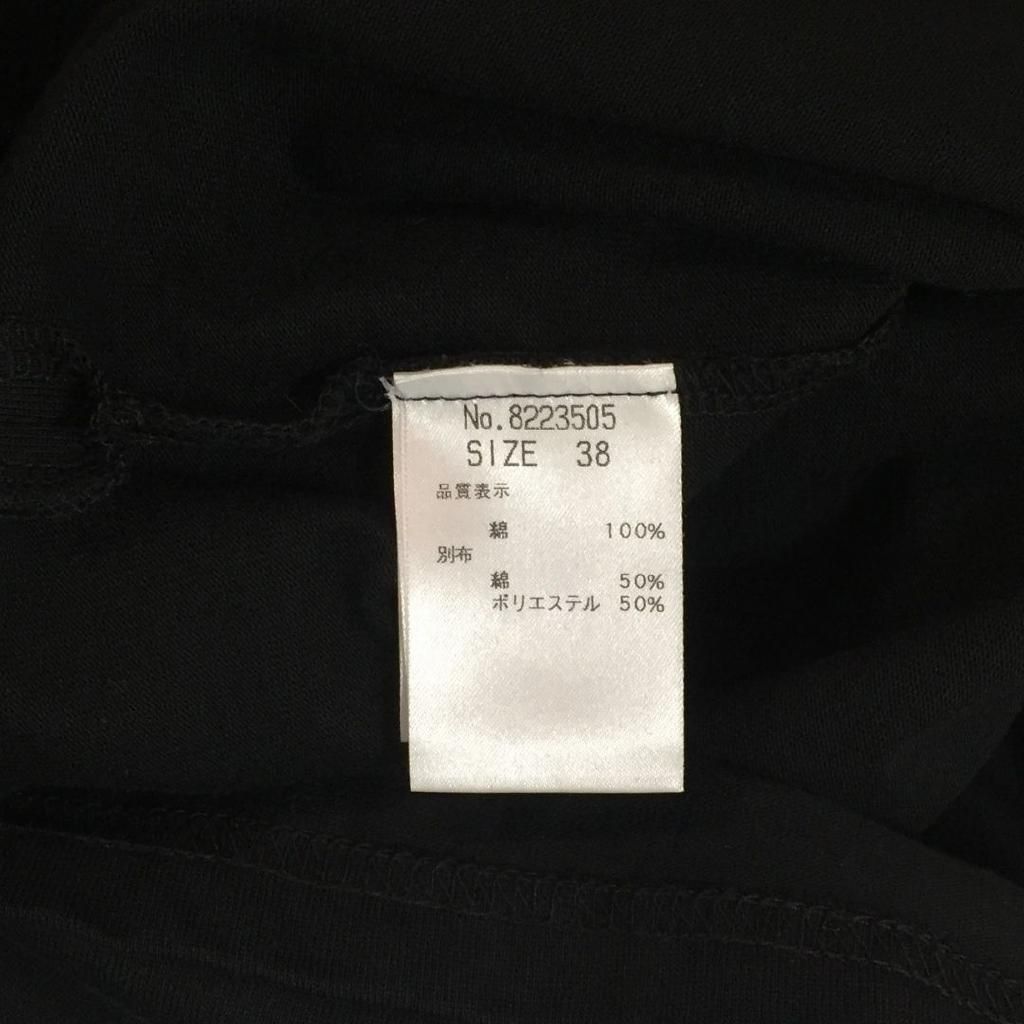 No.8223505
SIZE 38
品質表示
綿 100%
別布
綿 50%
ポリエステル 50%